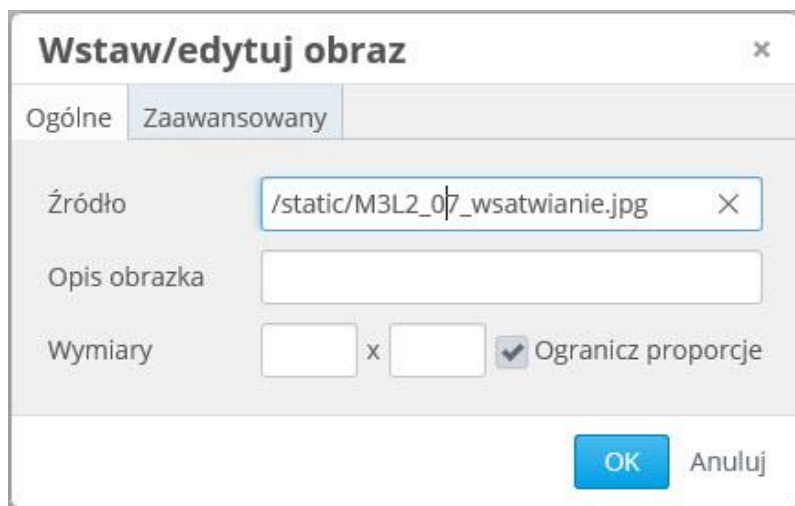 Wstaw/edytuj obraz ×
Ogólne Zaawansowany
Źródło /static/M3L2_07_wsatwianie.jpg ×
Opis obrazka
Wymiary x Ogranicz proporcje
OK Anuluj